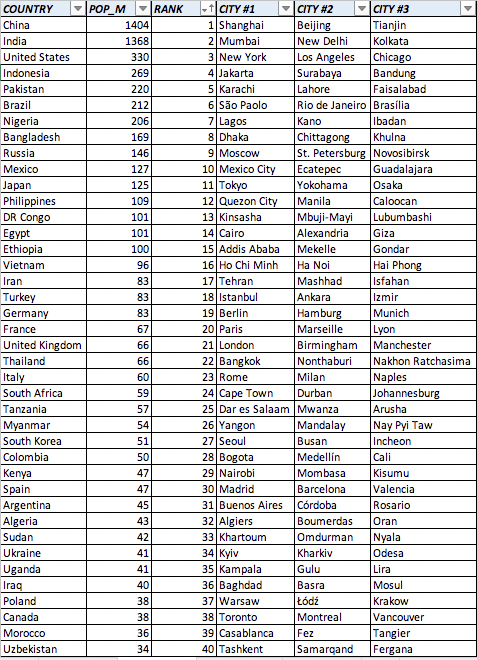 COUNTRY POP_M RANK CITY #1 CITY #2 CITY #3
China 1404 1 Shanghai Beijing Tianjin
India 1368 2 Mumbai New Delhi Kolkata
United States 330 3 New York Los Angeles Chicago
Indonesia 269 4 Jakarta Surabaya Bandung
Pakistan 220 5 Karachi Lahore Faisalabad
Brazil 212 6 São Paolo Rio de Janeiro Brasília
Nigeria 206 7 Lagos Kano Ibadan
Bangladesh 169 8 Dhaka Chittagong Khulna
Russia 146 9 Moscow St. Petersburg Novosibirsk
Mexico 127 10 Mexico City Ecatepec Guadalajara
Japan 125 11 Tokyo Yokohama Osaka
Philippines 109 12 Quezon City Manila Caloocan
DR Congo 101 13 Kinsasha Mbuji-Mayi Lubumbashi
Egypt 101 14 Cairo Alexandria Giza
Ethiopia 100 15 Addis Ababa Mekelle Gondar
Vietnam 96 16 Ho Chi Minh Ha Noi Hai Phong
Iran 83 17 Tehran Mashhad Isfahan
Turkey 83 18 Istanbul Ankara Izmir
Germany 83 19 Berlin Hamburg Munich
France 67 20 Paris Marseille Lyon
United Kingdom 66 21 London Birmingham Manchester
Thailand 66 22 Bangkok Nonthaburi Nakhon Ratchasima
Italy 60 23 Rome Milan Naples
South Africa 59 24 Cape Town Durban Johannesburg
Tanzania 57 25 Dar es Salaam Mwanza Arusha
Myanmar 54 26 Yangon Mandalay Nay Pyi Taw
South Korea 51 27 Seoul Busan Incheon
Colombia 50 28 Bogota Medellín Cali
Kenya 47 29 Nairobi Mombasa Kisumu
Spain 47 30 Madrid Barcelona Valencia
Argentina 45 31 Buenos Aires Córdoba Rosario
Algeria 43 32 Algiers Boumerdas Oran
Sudan 42 33 Khartoum Omdurman Nyala
Ukraine 41 34 Kyiv Kharkiv Odesa
Uganda 41 35 Kampala Gulu Lira
Iraq 40 36 Baghdad Basra Mosul
Poland 38 37 Warsaw Łódź Krakow
Canada 38 38 Toronto Montreal Vancouver
Morocco 36 39 Casablanca Fez Tangier
Uzbekistan 34 40 Tashkent Samarqand Fergana